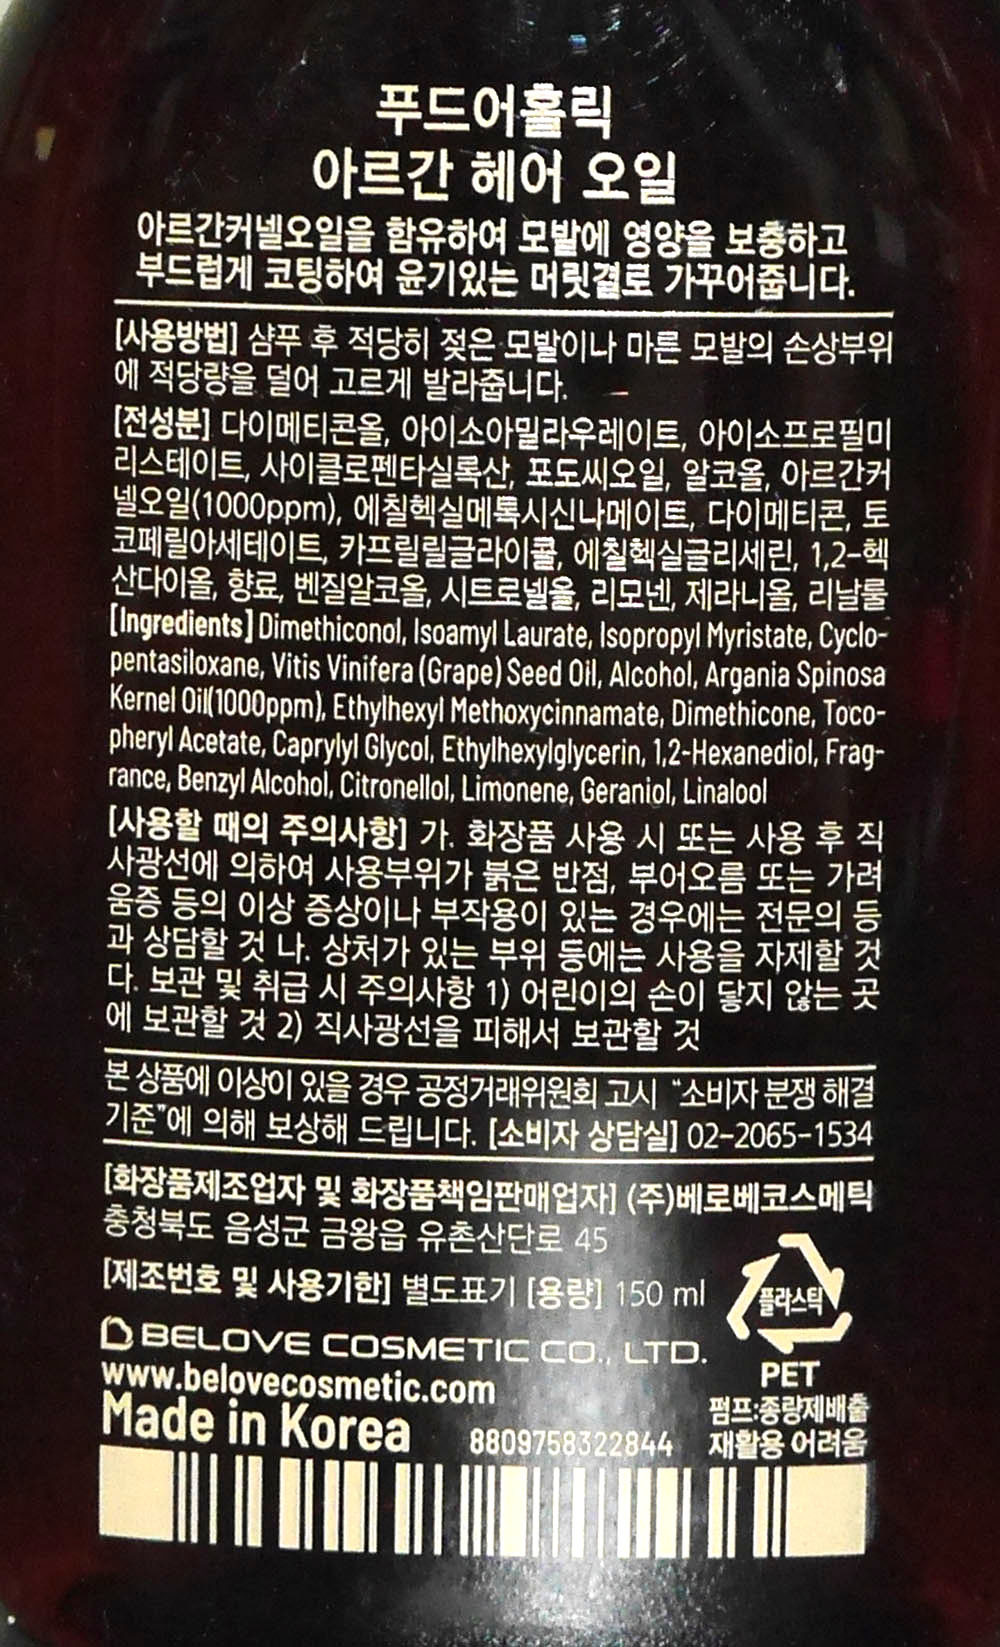 푸드어홀릭
아르간 헤어 오일
아르간커넬오일을 함유하여 모발에 영양을 보충하고
부드럽게 코팅하여 윤기있는 머릿결로 가꾸어줍니다.
[사용방법] 샴푸 후 적당히 젖은 모발이나 마른 모발의 손상부위
에 적당량을 덜어 고르게 발라줍니다.
[전성분] 다이메티콘올, 아이소아밀라우레이트, 아이소프로필미
리스테이트, 사이클로펜타실록산, 포도씨오일, 알코올, 아르간커
넬오일(1000ppm), 에칠헥실메톡시신나메이트, 다이메티콘, 토
코페릴아세테이트, 카프릴릴글라이콜, 에칠헥실글리세린, 1,2-헥
산다이올, 향료, 벤질알코올, 시트로넬올, 리모넨, 제라니올, 리날룰
[Ingredients] Dimethiconol, Isoamyl Laurate, Isopropyl Myristate, Cyclo-
pentasiloxane, Vitis Vinifera (Grape) Seed Oil, Alcohol, Argania Spinosa
Kernel Oil(1000ppm), Ethylhexyl Methoxycinnamate, Dimethicone, Toco-
pheryl Acetate, Caprylyl Glycol, Ethylhexylglycerin, 1,2-Hexanediol, Frag-
rance, Benzyl Alcohol, Citronellol, Limonene, Geraniol, Linalool
[사용할 때의 주의사항] 가. 화장품 사용 시 또는 사용 후 직
사광선에 의하여 사용부위가 붉은 반점, 부어오름 또는 가려
움증 등의 이상 증상이나 부작용이 있는 경우에는 전문의 등
과 상담할 것 나. 상처가 있는 부위 등에는 사용을 자제할 것
다. 보관 및 취급 시 주의사항 1) 어린이의 손이 닿지 않는 곳
에 보관할 것 2) 직사광선을 피해서 보관할 것
본 상품에 이상이 있을 경우 공정거래위원회 고시 “소비자 분쟁 해결
기준”에 의해 보상해 드립니다. [소비자 상담실] 02-2065-1534
[화장품제조업자 및 화장품책임판매업자] (주)베로베코스메틱
충청북도 음성군 금왕읍 유촌산단로 45
[제조번호 및 사용기한] 별도표기 [용량] 150 ml
플라스틱
BELOVE COSMETIC CO., LTD.
PET
www.belovecosmetic.com
펌프:종량제배출
Made in Korea
8809758322844 재활용 어려움